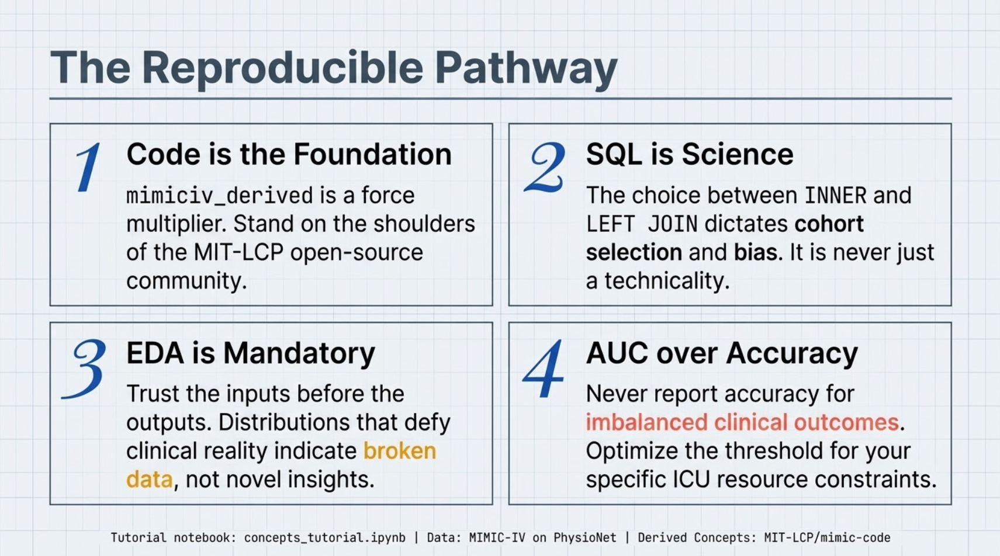 The Reproducible Pathway
1
Code is the Foundation
mimiciv_derived is a force
multiplier. Stand on the shoulders
of the MIT-LCP open-source
community.
2
SQL is Science
The choice between INNER and
LEFT JOIN dictates cohort
selection and bias. It is never just
a technicality.
3
EDA is Mandatory
Trust the inputs before the
outputs. Distributions that defy
clinical reality indicate broken
data, not novel insights.
4
AUC over Accuracy
Never report accuracy for
imbalanced clinical outcomes.
Optimize the threshold for your
specific ICU resource constraints.
Tutorial notebook: concepts_tutorial.ipynb | Data: MIMIC-IV on PhysioNet | Derived Concepts: MIT-LCP/mimic-code